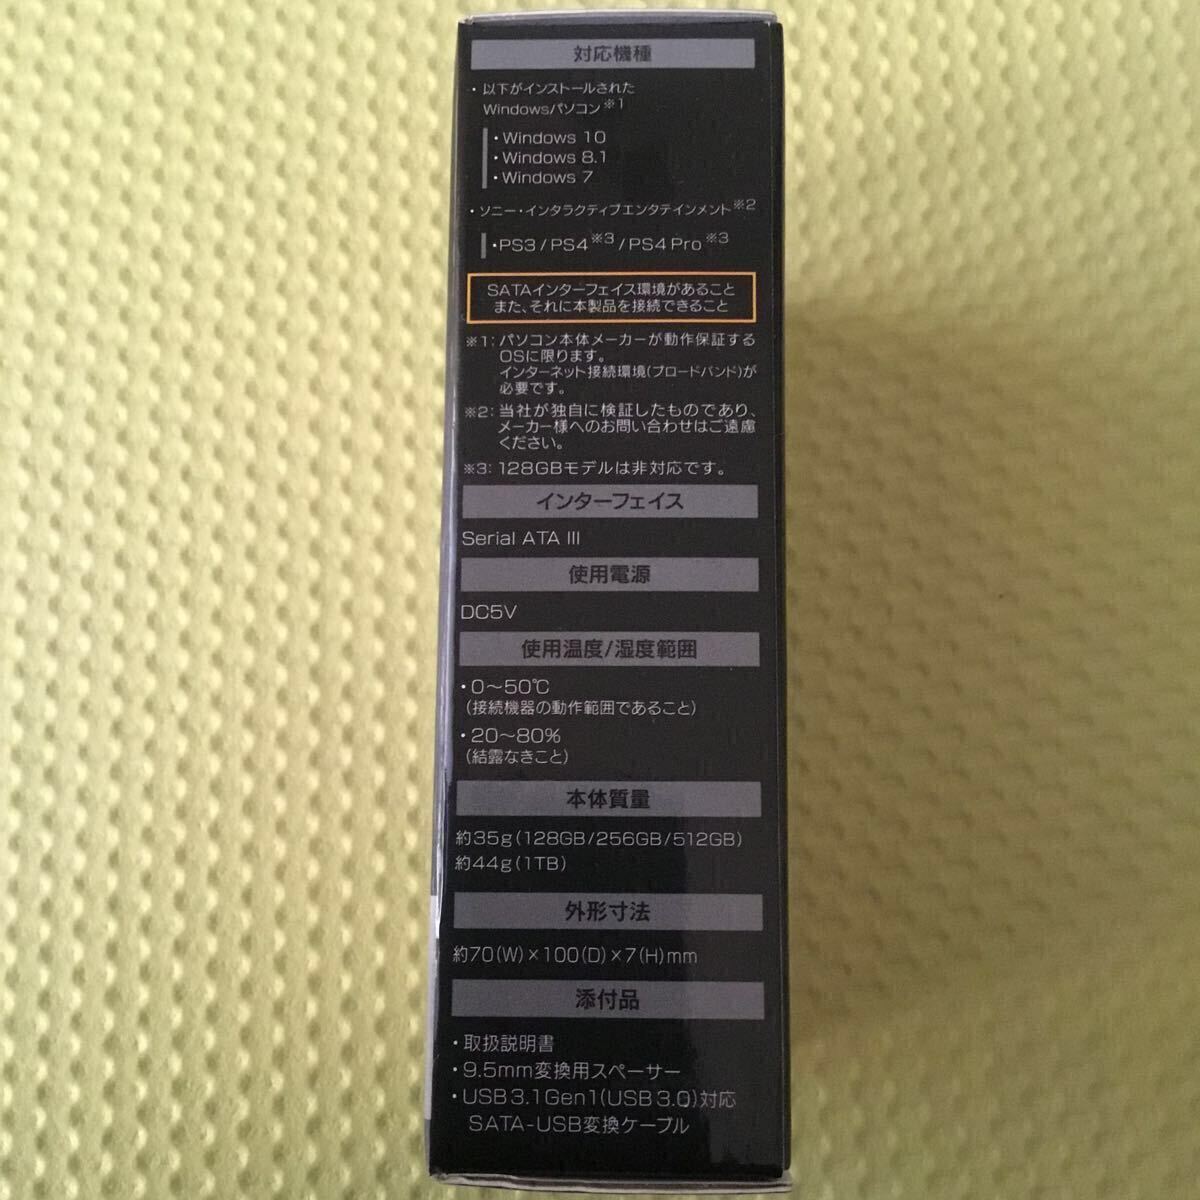 対応機種
・以下がインストールされた
Windowsパソコン※1
・Windows 10
・Windows 8.1
・Windows 7
・ソニー・インタラクティブエンタテインメント※2
・PS3/PS4※3/PS4 Pro※3
SATAインターフェイス環境があること
また、それに本製品を接続できること
※1:パソコン本体メーカーが動作保証する
OSに限ります。
インターネット接続環境(ブロードバンド)が
必要です。
※2:当社が独自に検証したものであり、
メーカー様へのお問い合わせはご遠慮
ください。
※3:128GBモデルは非対応です。
インターフェイス
Serial ATA III
使用電源
DC5V
使用温度/湿度範囲
・0～50℃
(接続機器の動作範囲であること)
・20～80%
(結露なきこと)
本体質量
約35g(128GB/256GB/512GB)
約44g(1TB)
外形寸法
約70(W)×100(D)×7(H)mm
添付品
・取扱説明書
・9.5mm変換用スペーサー
・USB3.1Gen1(USB3.0)対応
SATA-USB変換ケーブル